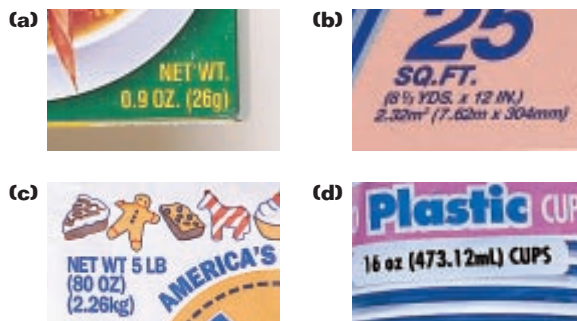 (a)
NET WT.
0.9 OZ. (26g)
(b)
25
SQ.FT.
(8⅓ YDS. x 12 IN.)
2.32m² (7.62m x 304mm)
(c)
NET WT 5 LB
(80 OZ)
(2.26kg)
AMERICA'S
(d)
Plastic CUP
16 oz (473.12mL) CUPS